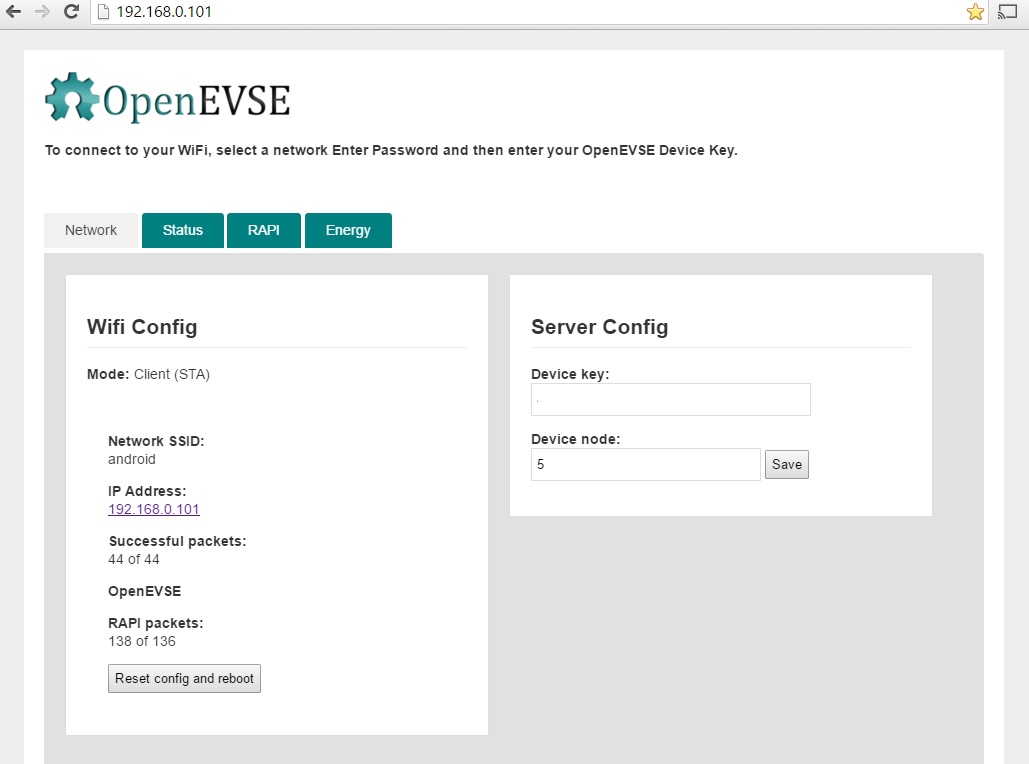 192.168.0.101
OpenEVSE
To connect to your WiFi, select a network Enter Password and then enter your OpenEVSE Device Key.
Network Status RAPI Energy
Wifi Config
Mode: Client (STA)
Network SSID:
android
IP Address:
192.168.0.101
Successful packets:
44 of 44
OpenEVSE
RAPI packets:
138 of 136
Reset config and reboot
Server Config
Device key:
Device node:
5 Save